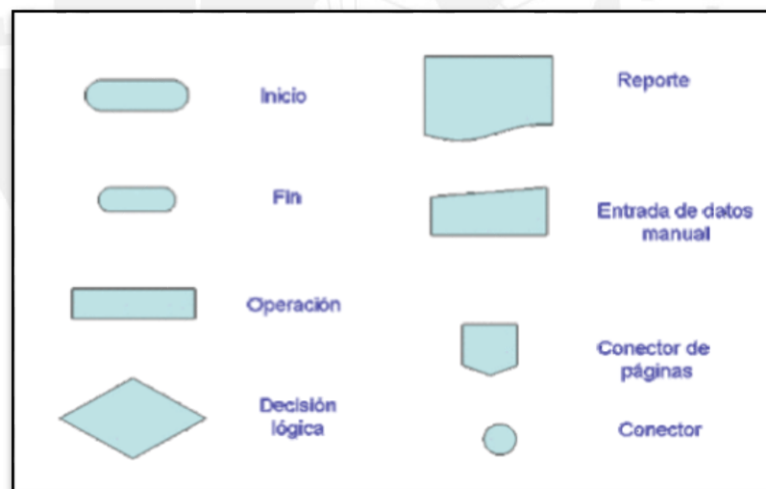 Inicio
Fin
Operación
Decisión
lógica
Reporte
Entrada de datos
manual
Conector de
páginas
Conector